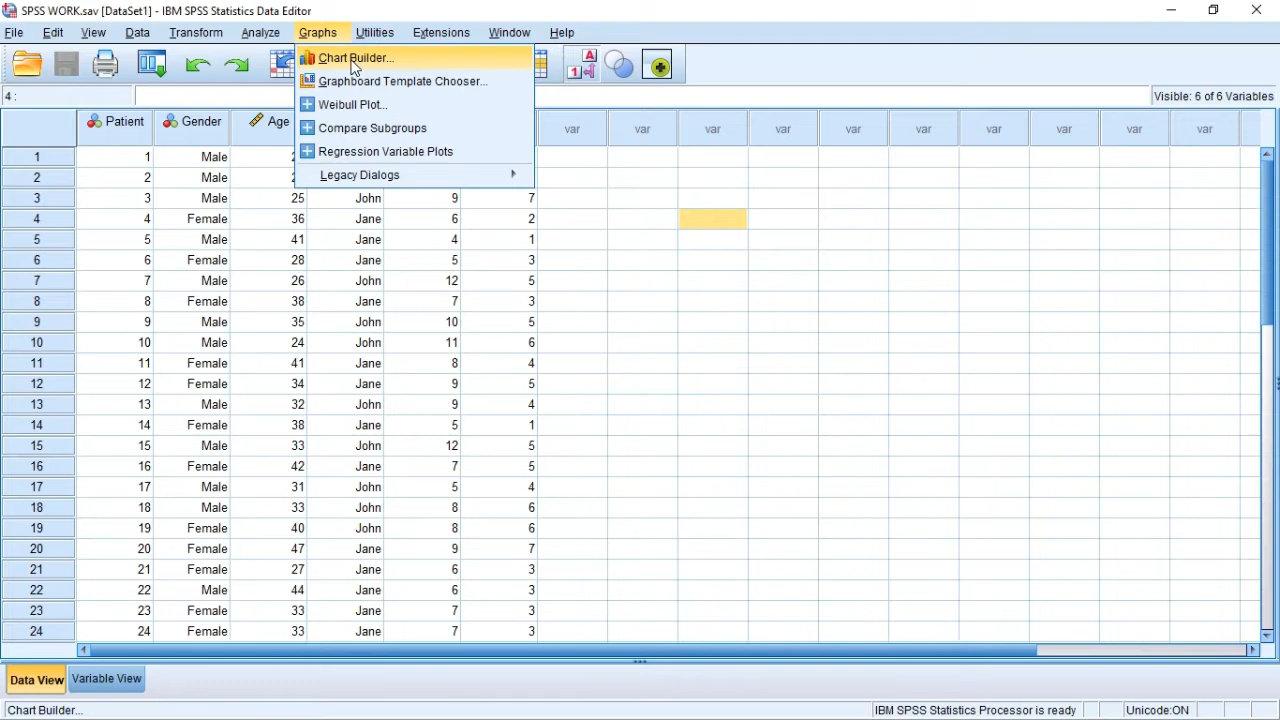 SPSS WORK.sav [DataSet1] - IBM SPSS Statistics Data Editor
File Edit View Data Transform Analyze Graphs Utilities Extensions Window Help
Chart Builder...
Graphboard Template Chooser...
Weibull Plot...
Compare Subgroups
Regression Variable Plots
Legacy Dialogs
4 :
Visible: 6 of 6 Variables
Patient Gender Age var var var var var var var var var var
1 1 Male
2 2 Male
3 3 Male 25 John 9 7
4 4 Female 36 Jane 6 2
5 5 Male 41 Jane 4 1
6 6 Female 28 Jane 5 3
7 7 Male 26 John 12 5
8 8 Female 38 Jane 7 3
9 9 Male 35 John 10 5
10 10 Male 24 John 11 6
11 11 Female 41 Jane 8 4
12 12 Female 34 Jane 9 5
13 13 Male 32 John 9 4
14 14 Female 38 Jane 5 1
15 15 Male 33 John 12 5
16 16 Female 42 Jane 7 5
17 17 Male 31 John 5 4
18 18 Male 33 John 8 6
19 19 Female 40 John 8 6
20 20 Female 47 Jane 9 7
21 21 Female 27 Jane 6 3
22 22 Male 44 Jane 6 3
23 23 Female 33 Jane 7 3
24 24 Female 33 Jane 7 3
Data View Variable View
Chart Builder... IBM SPSS Statistics Processor is ready Unicode:ON